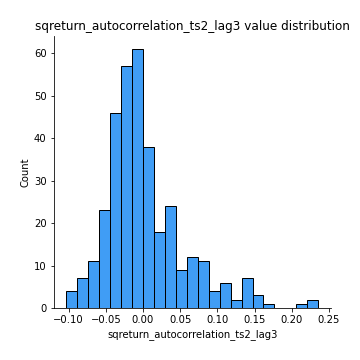 sqreturn_autocorrelation_ts2_lag3 value distribution
60
50
40
30
20
10
0
Count
−0.10 −0.05 0.00 0.05 0.10 0.15 0.20 0.25
sqreturn_autocorrelation_ts2_lag3